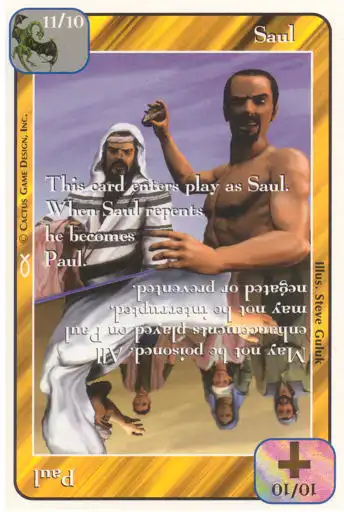 11/10
Saul
© CACTUS GAME DESIGN, INC.
This card enters play as Saul.
When Saul repents,
he becomes
Paul.
Illus. Steve Guluk
May not be poisoned. All
enhancements played on Paul
may not be interrupted,
negated or prevented.
Paul
10/10